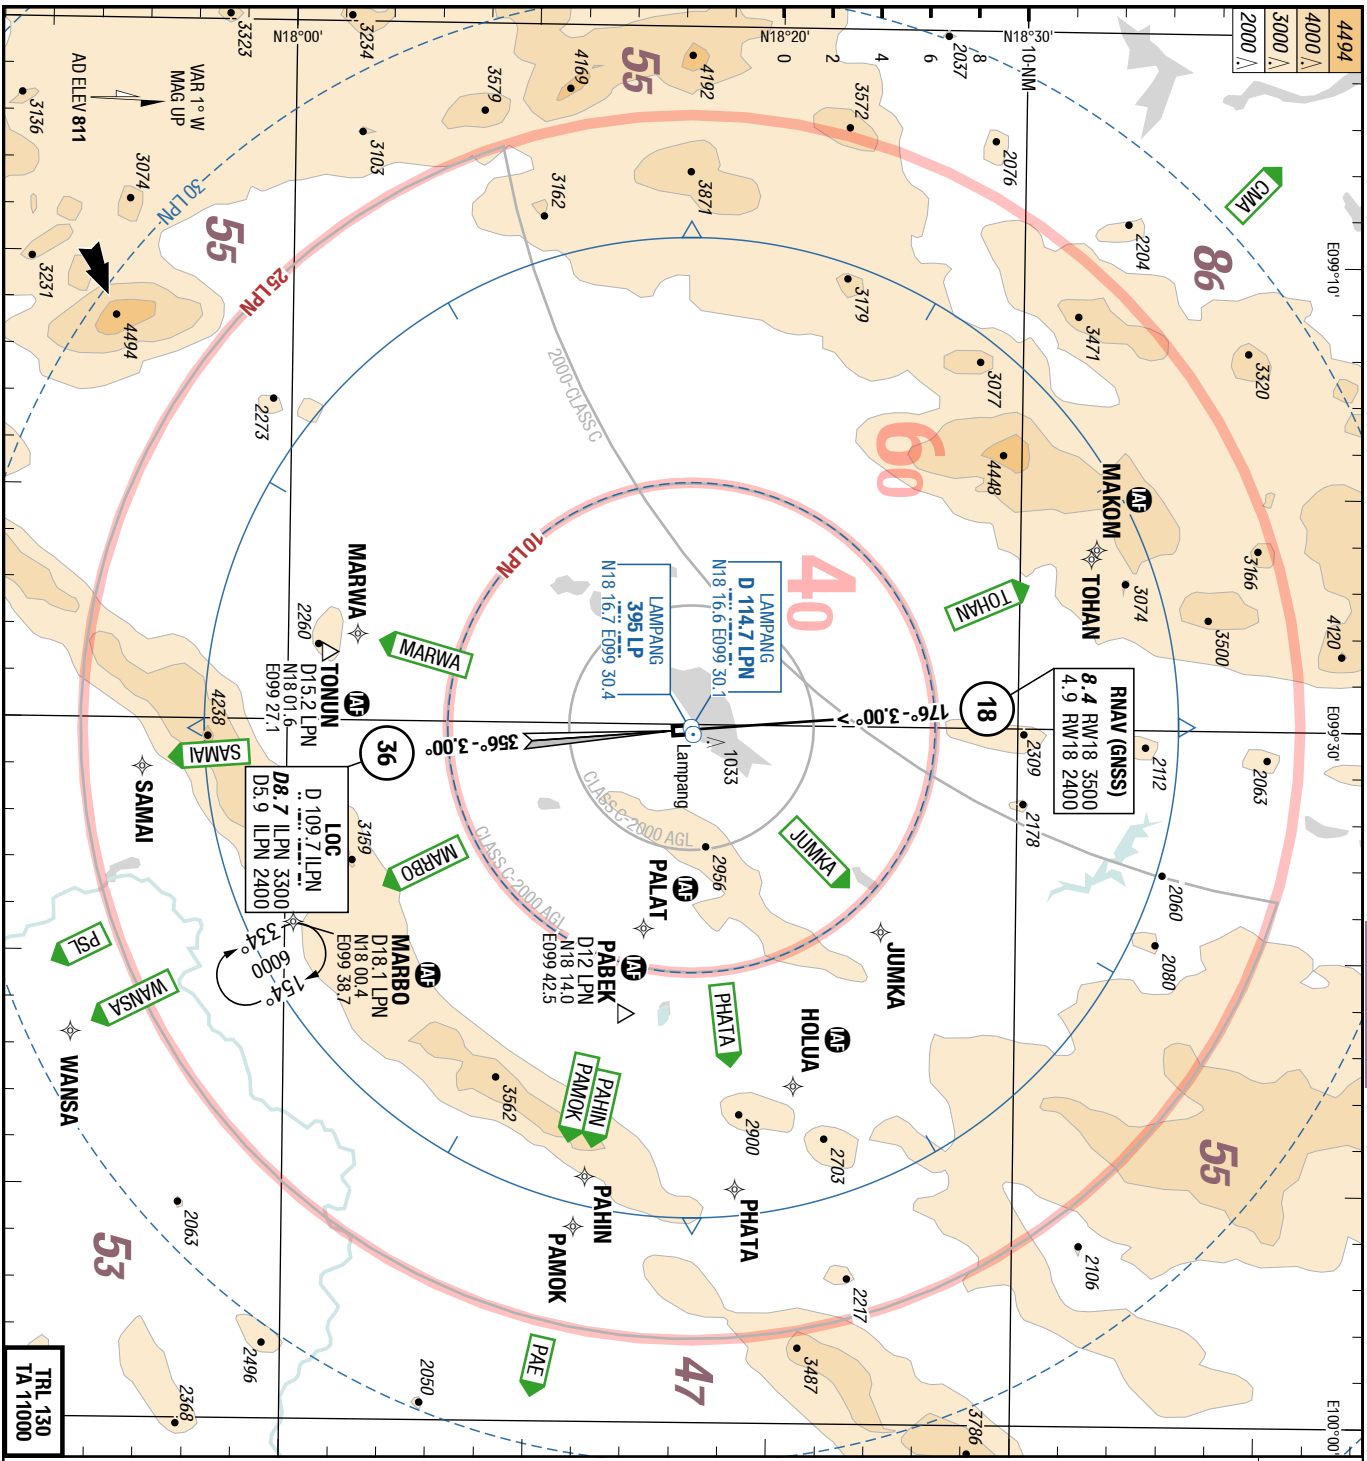 4494
4000
3000
2000
N18°00'
N18°20'
N18°30'
10-NM
8
6
4
2
0
E099°10'
E099°30'
E100°00'
VAR 1° W
MAG UP
AD ELEV 811
TRL 130
TA 11000
3323
3234
3136
3074
3231
4494
3103
3579
4169
4192
3162
3871
3572
2037
2076
2204
3179
3471
3077
3320
4448
3166
3074
3500
4120
2273
2260
4238
3159
2956
1033
2309
2178
2112
2063
2060
2080
3562
2900
2703
2106
2217
3487
3786
2063
2496
2368
2050
55
55
86
60
40
55
47
53
30 LPN
25 LPN
10 LPN
2000-CLASS C
CLASS C-2000 AGL
CLASS C-2000 AGL
CMA
TOHAN
MARWA
SAMAI
MARBO
PSL
WANSA
JUMKA
PHATA
PAHIN
PAMOK
PAE
IAF
MAKOM
TOHAN
MARWA
IAF
TONUN
D15.2 LPN
N18 01.6
E099 27.1
SAMAI
IAF
MARBO
D18.1 LPN
N18 00.4
E099 38.7
334°
6000
154°
WANSA
IAF
PALAT
IAF
PABEK
D12 LPN
N18 14.0
E099 42.5
JUMKA
IAF
HOLUA
PHATA
PAHIN
PAMOK
LAMPANG
D 114.7 LPN
N18 16.6 E099 30.1
LAMPANG
395 LP
N18 16.7 E099 30.4
Lampang
18
176°-3.00°
RNAV (GNSS)
8.4 RW18 3500
4.9 RW18 2400
36
356°-3.00°
LOC
D 109.7 ILPN
D8.7 ILPN 3300
D5.9 ILPN 2400